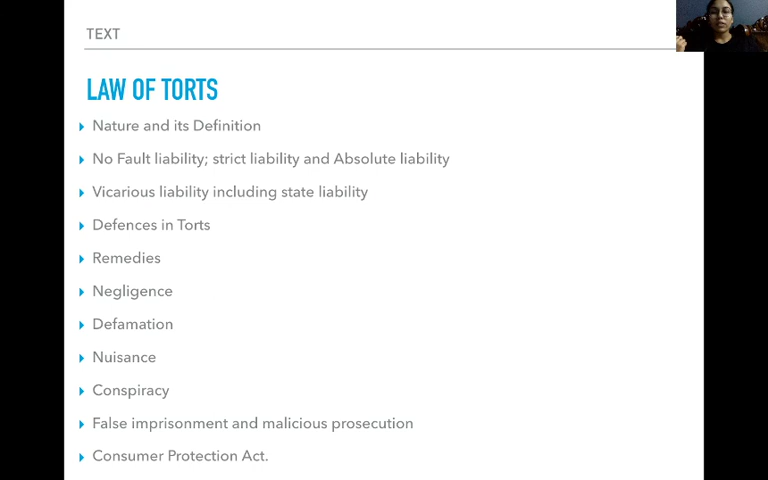 TEXT
LAW OF TORTS
Nature and its Definition
No Fault liability; strict liability and Absolute liability
Vicarious liability including state liability
Defences in Torts
Remedies
Negligence
Defamation
Nuisance
Conspiracy
False imprisonment and malicious prosecution
Consumer Protection Act.